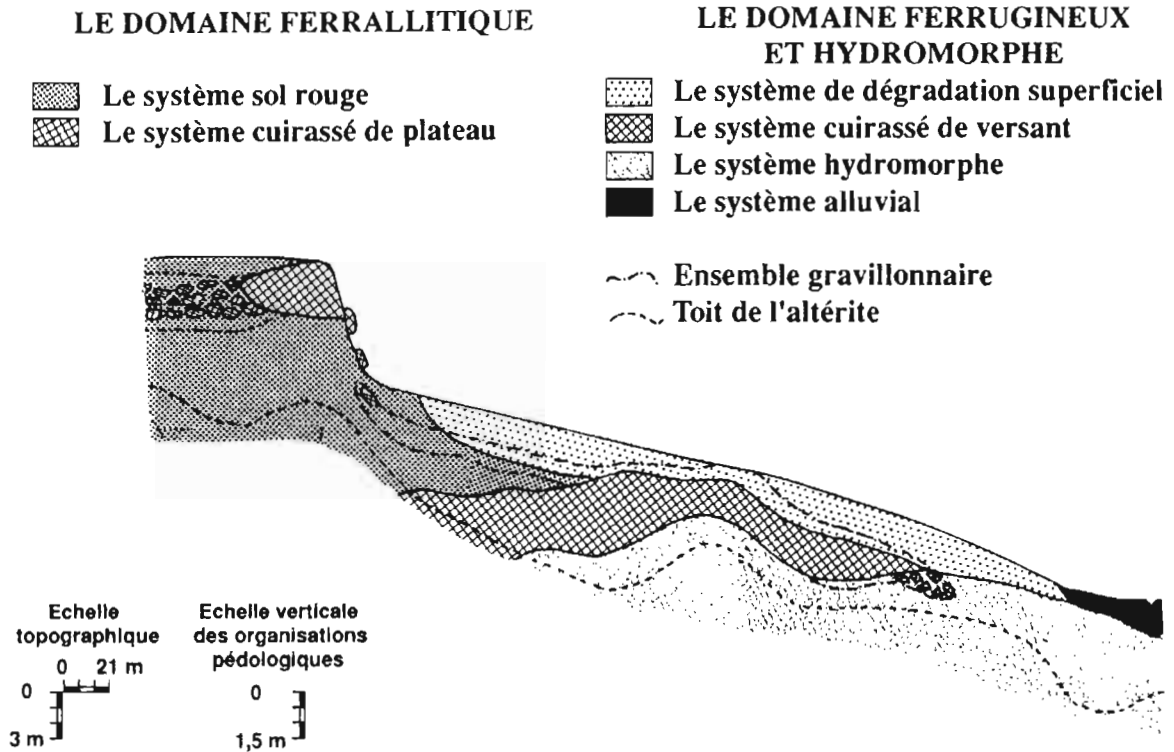 LE DOMAINE FERRALLITIQUE
Le système sol rouge
Le système cuirassé de plateau
LE DOMAINE FERRUGINEUX
ET HYDROMORPHE
Le système de dégradation superficiel
Le système cuirassé de versant
Le système hydromorphe
Le système alluvial
Ensemble gravillonnaire
Toit de l'altérite
Echelle
topographique
0 21 m
0
3 m
Echelle verticale
des organisations
pédologiques
0
1,5 m